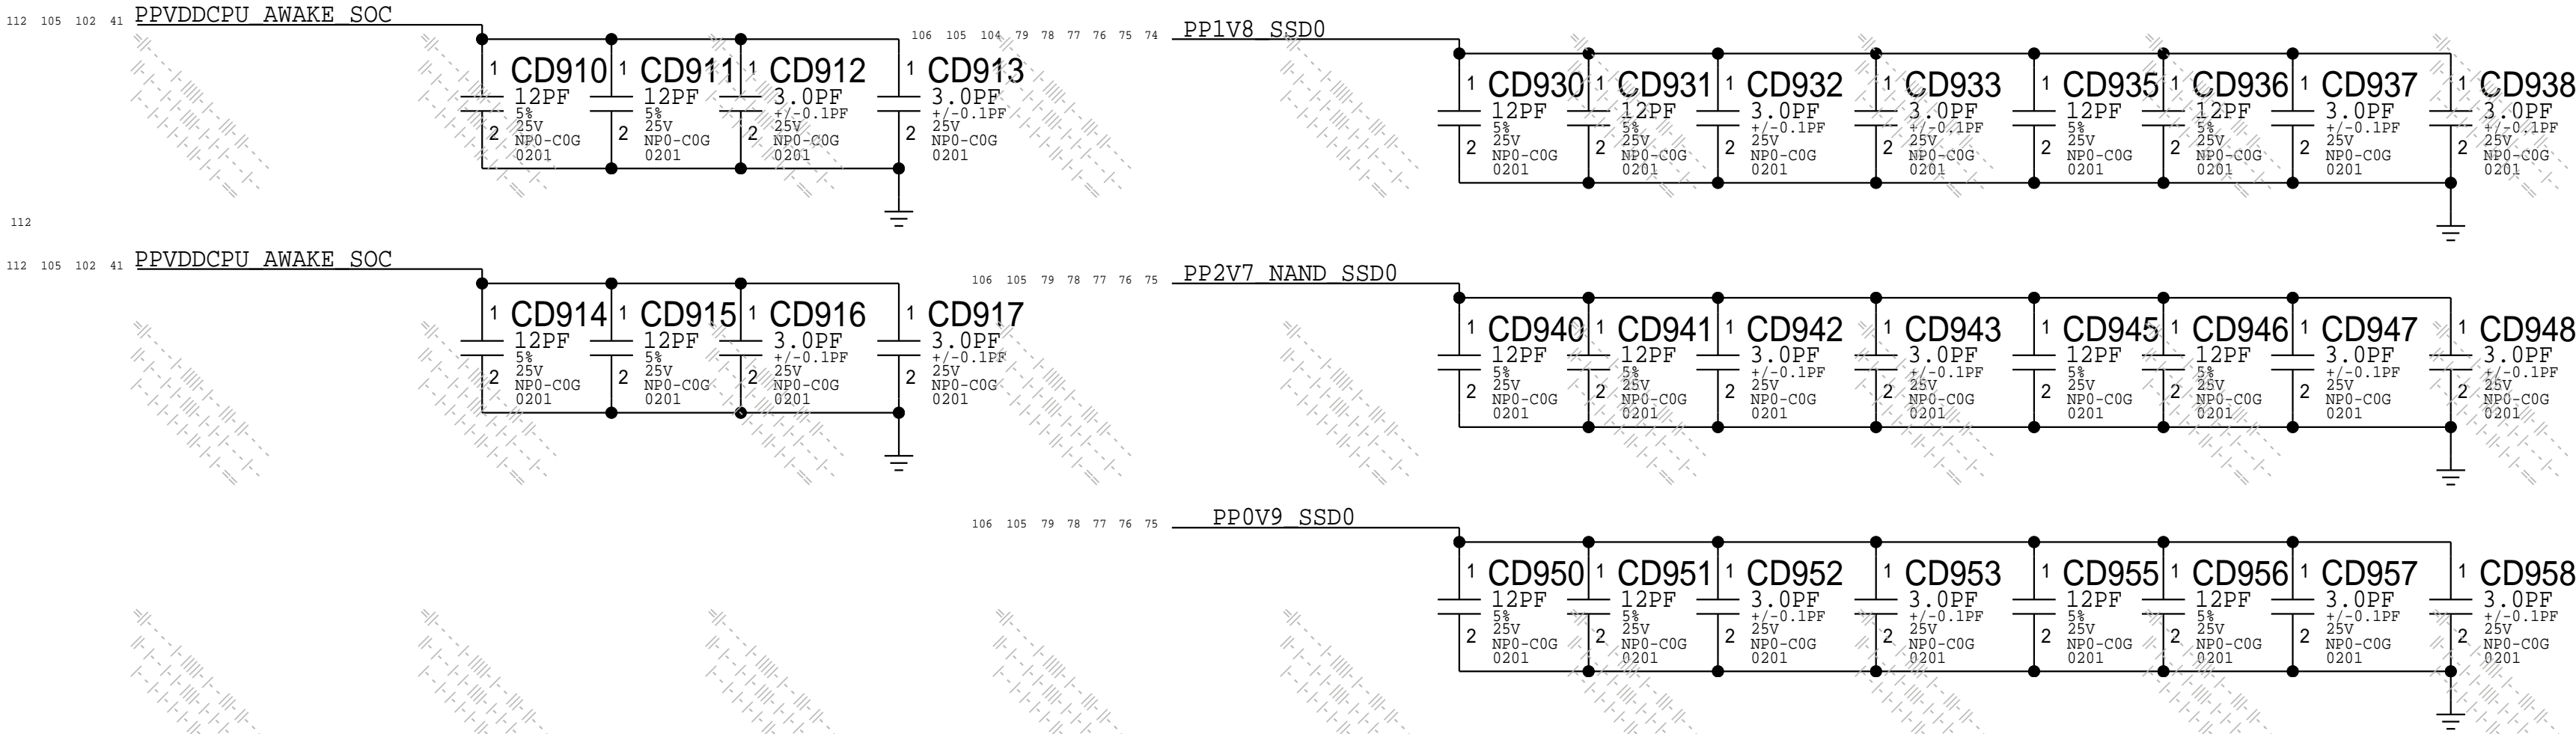 112 105 102 41 PPVDDCPU_AWAKE_SOC
1 CD910 1 CD911 1 CD912 1 CD913
12PF 12PF 3.0PF 3.0PF
5% 5% +/-0.1PF +/-0.1PF
25V 25V 25V 25V
2 NP0-C0G 2 NP0-C0G 2 NP0-C0G 2 NP0-C0G
0201 0201 0201 0201
106 105 104 79 78 77 76 75 74 PP1V8_SSD0
1 CD930 1 CD931 1 CD932 1 CD933 1 CD935 1 CD936 1 CD937 1 CD938
12PF 12PF 3.0PF 3.0PF 12PF 12PF 3.0PF 3.0PF
5% 5% +/-0.1PF +/-0.1PF 5% 5% +/-0.1PF +/-0.1PF
25V 25V 25V 25V 25V 25V 25V 25V
2 NP0-C0G 2 NP0-C0G 2 NP0-C0G 2 NP0-C0G 2 NP0-C0G 2 NP0-C0G 2 NP0-C0G 2 NP0-C0G
0201 0201 0201 0201 0201 0201 0201 0201
112
112 105 102 41 PPVDDCPU_AWAKE_SOC
1 CD914 1 CD915 1 CD916 1 CD917
12PF 12PF 3.0PF 3.0PF
5% 5% +/-0.1PF +/-0.1PF
25V 25V 25V 25V
2 NP0-C0G 2 NP0-C0G 2 NP0-C0G 2 NP0-C0G
0201 0201 0201 0201
106 105 79 78 77 76 75 PP2V7_NAND_SSD0
1 CD940 1 CD941 1 CD942 1 CD943 1 CD945 1 CD946 1 CD947 1 CD948
12PF 12PF 3.0PF 3.0PF 12PF 12PF 3.0PF 3.0PF
5% 5% +/-0.1PF +/-0.1PF 5% 5% +/-0.1PF +/-0.1PF
25V 25V 25V 25V 25V 25V 25V 25V
2 NP0-C0G 2 NP0-C0G 2 NP0-C0G 2 NP0-C0G 2 NP0-C0G 2 NP0-C0G 2 NP0-C0G 2 NP0-C0G
0201 0201 0201 0201 0201 0201 0201 0201
106 105 79 78 77 76 75 PP0V9_SSD0
1 CD950 1 CD951 1 CD952 1 CD953 1 CD955 1 CD956 1 CD957 1 CD958
12PF 12PF 3.0PF 3.0PF 12PF 12PF 3.0PF 3.0PF
5% 5% +/-0.1PF +/-0.1PF 5% 5% +/-0.1PF +/-0.1PF
25V 25V 25V 25V 25V 25V 25V 25V
2 NP0-C0G 2 NP0-C0G 2 NP0-C0G 2 NP0-C0G 2 NP0-C0G 2 NP0-C0G 2 NP0-C0G 2 NP0-C0G
0201 0201 0201 0201 0201 0201 0201 0201